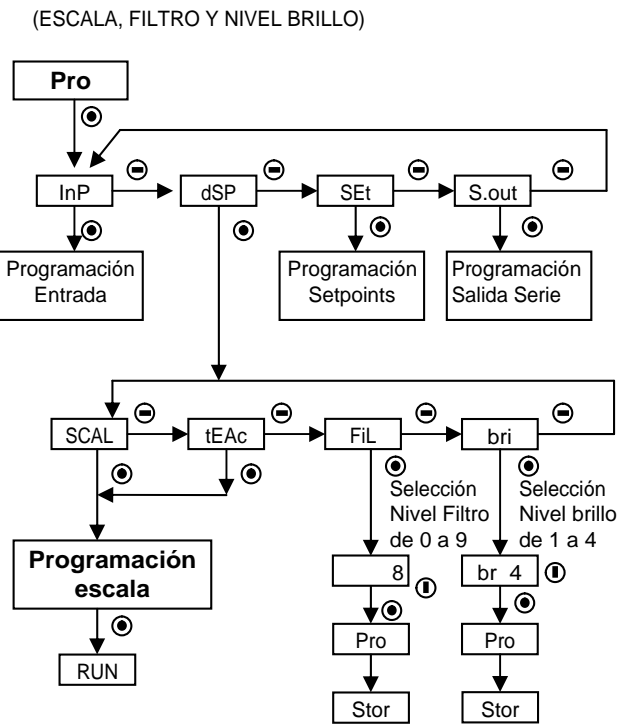 (ESCALA, FILTRO Y NIVEL BRILLO)
Pro
InP
dSP
SEt
S.out
Programación
Entrada
Programación
Setpoints
Programación
Salida Serie
SCAL
tEAc
FiL
bri
Selección
Nivel Filtro
de 0 a 9
Selección
Nivel brillo
de 1 a 4
Programación
escala
8
br 4
RUN
Pro
Pro
Stor
Stor